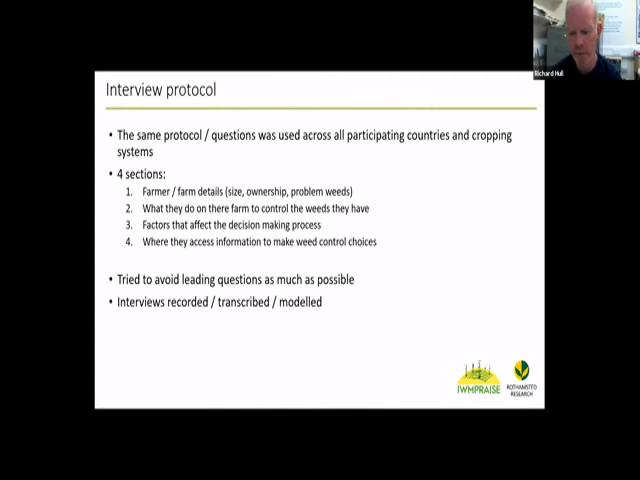 Richard Hull
Interview protocol
• The same protocol / questions was used across all participating countries and cropping
systems
• 4 sections:
1. Farmer / farm details (size, ownership, problem weeds)
2. What they do on there farm to control the weeds they have
3. Factors that affect the decision making process
4. Where they access information to make weed control choices
• Tried to avoid leading questions as much as possible
• Interviews recorded / transcribed / modelled
IWMPRAISE
ROTHAMSTED
RESEARCH